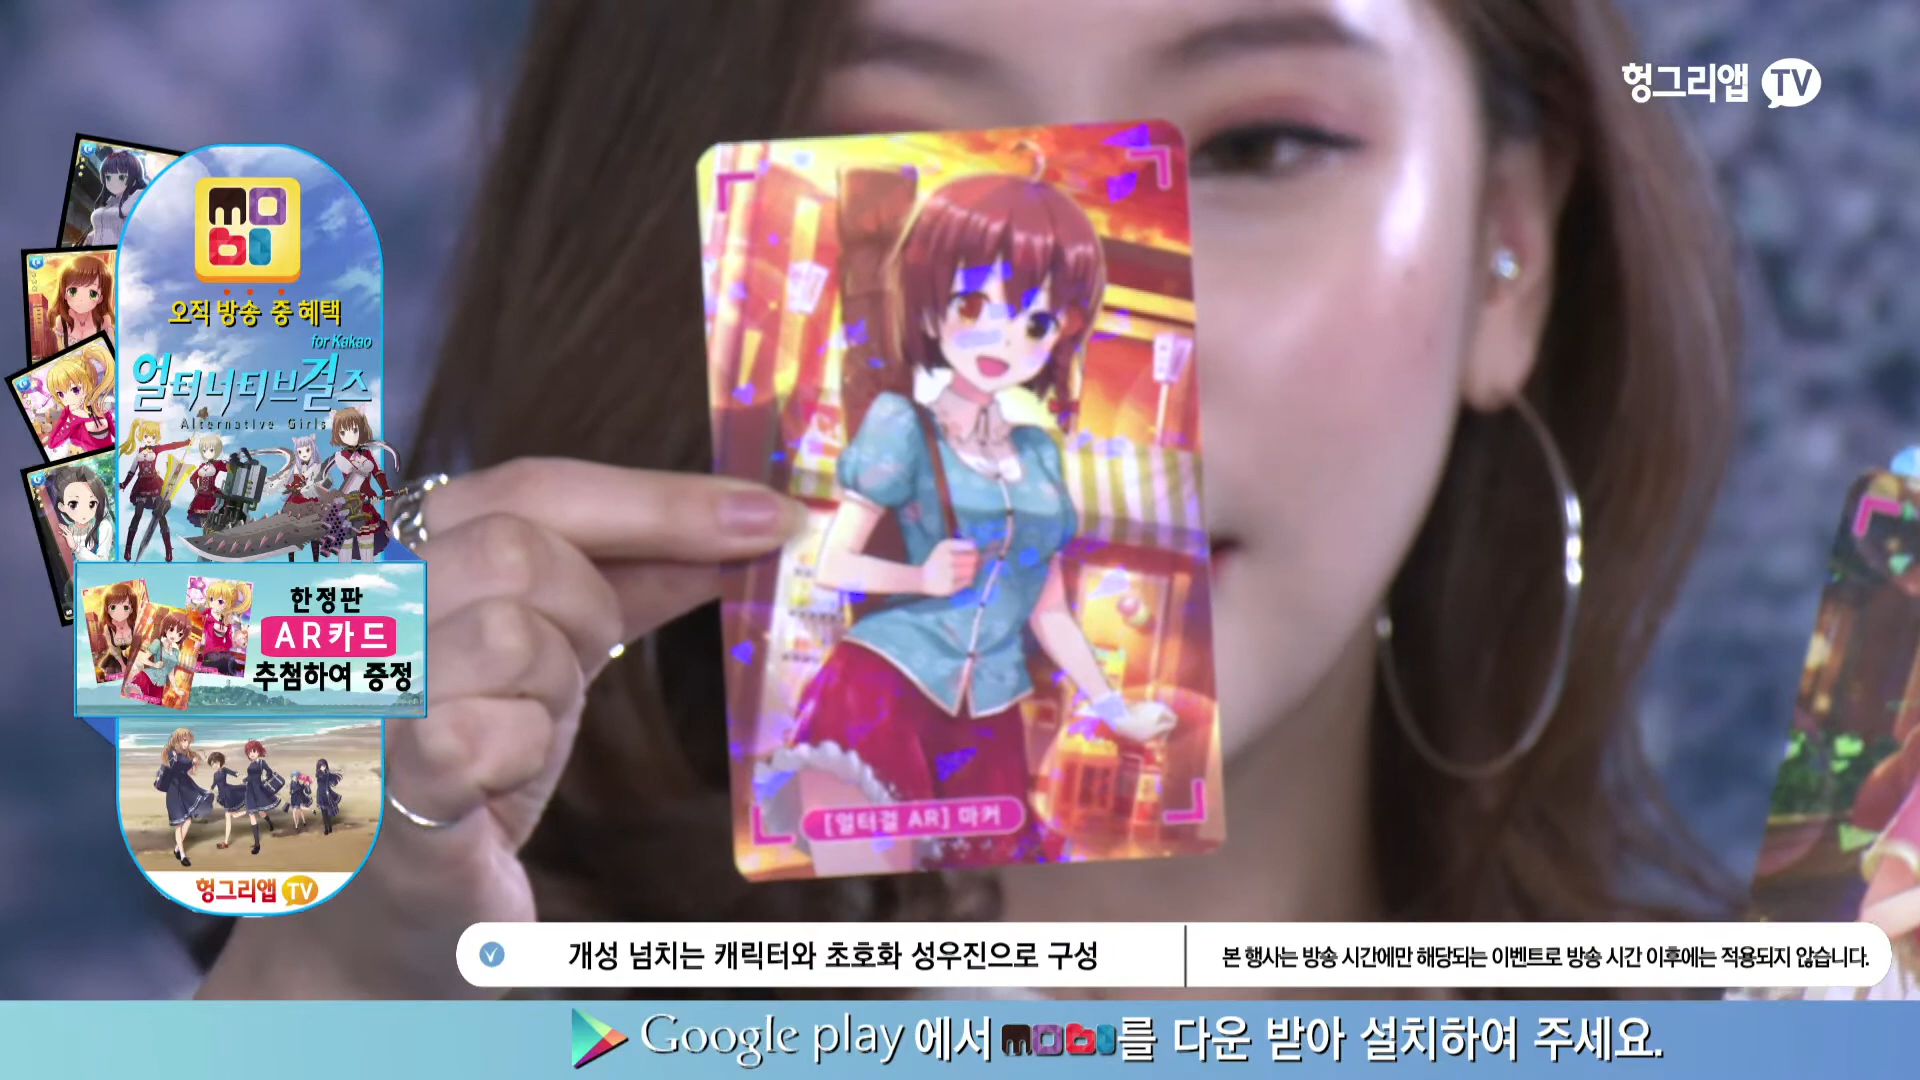 헝그리앱 TV
mobi
오직 방송 중 혜택
for Kakao
얼터너티브걸즈
Alternative Girls
한정판
AR카드
추첨하여 증정
헝그리앱 TV
[얼터걸 AR] 마커
개성 넘치는 캐릭터와 초호화 성우진으로 구성
본 행사는 방송 시간에만 해당되는 이벤트로 방송 시간 이후에는 적용되지 않습니다.
Google play 에서 mobi를 다운 받아 설치하여 주세요.